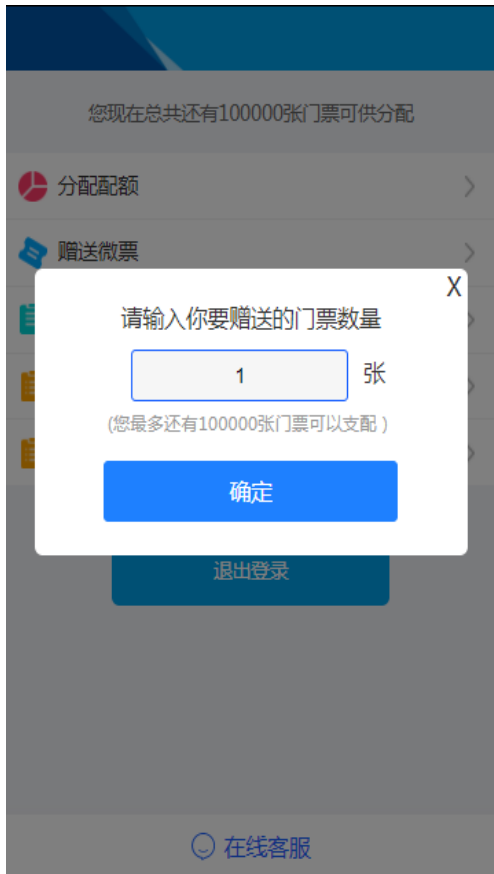 您现在总共还有100000张门票可供分配
分配配额
赠送微票
X
请输入你要赠送的门票数量
1 张
(您最多还有100000张门票可以支配)
确定
退出登录
在线客服